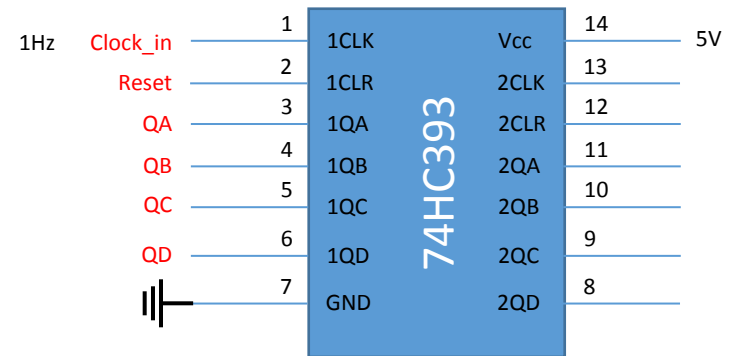 1 14
1Hz Clock_in 1CLK Vcc 5V
2 13
Reset 1CLR 2CLK
3 12
QA 1QA 2CLR
4 11
QB 1QB 2QA
5 10
QC 1QC 2QB
6 9
QD 1QD 2QC
7 8
GND 2QD
74HC393